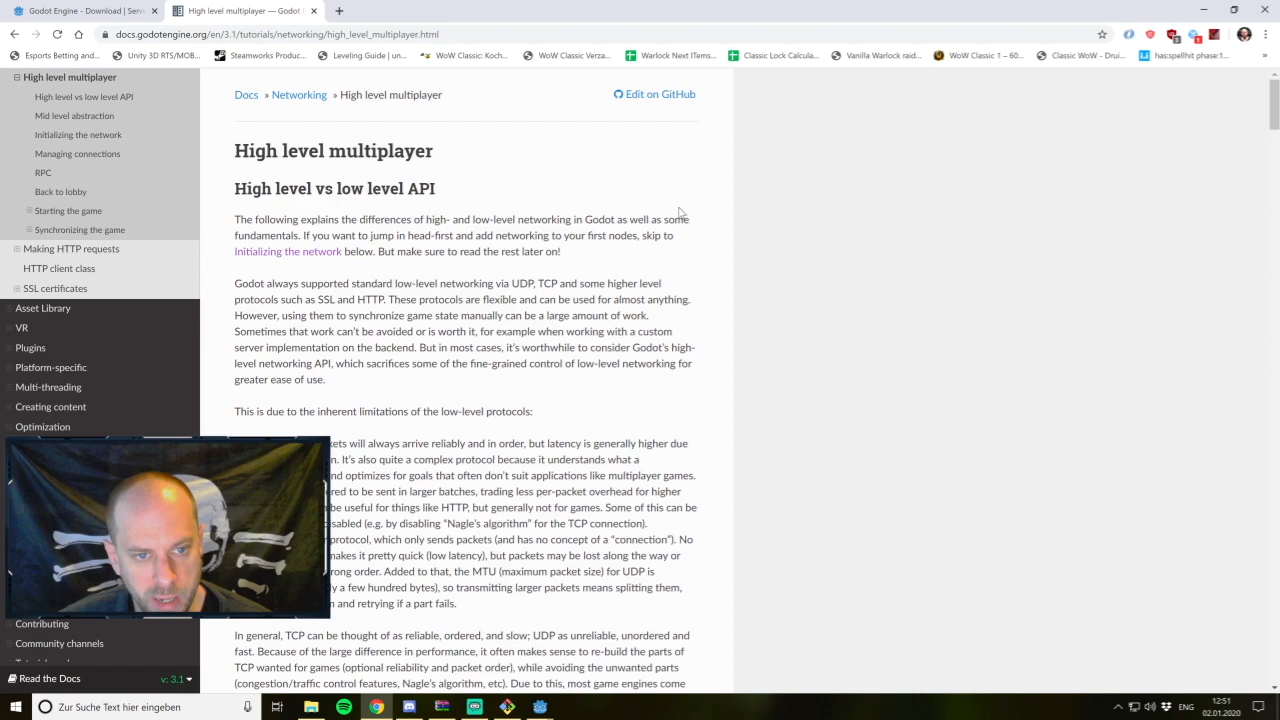 Godot Engine - Download | Serv
High level multiplayer — Godot E
docs.godotengine.org/en/3.1/tutorials/networking/high_level_multiplayer.html
Esports Betting and...
Unity 3D RTS/MOB...
Steamworks Produc...
Leveling Guide | un...
WoW Classic: Koch...
WoW Classic Verza...
Warlock Next ITems...
Classic Lock Calcula...
Vanilla Warlock raid...
WoW Classic 1 – 60...
Classic WoW - Drui...
has:spellhit phase:1...
»
High level multiplayer
High level vs low level API
Mid level abstraction
Initializing the network
Managing connections
RPC
Back to lobby
Starting the game
Synchronizing the game
Making HTTP requests
HTTP client class
SSL certificates
Asset Library
VR
Plugins
Platform-specific
Multi-threading
Creating content
Optimization
Contributing
Community channels
Read the Docs
v: 3.1
Docs » Networking » High level multiplayer
Edit on GitHub
High level multiplayer
High level vs low level API
The following explains the differences of high- and low-level networking in Godot as well as some
fundamentals. If you want to jump in head-first and add networking to your first nodes, skip to
Initializing the network below. But make sure to read the rest later on!
Godot always supported standard low-level networking via UDP, TCP and some higher level
protocols such as SSL and HTTP. These protocols are flexible and can be used for almost anything.
However, using them to synchronize game state manually can be a large amount of work.
Sometimes that work can't be avoided or is worth it, for example when working with a custom
server implementation on the backend. But in most cases, it's worthwhile to consider Godot's high-
level networking API, which sacrifices some of the fine-grained control of low-level networking for
greater ease of use.
This is due to the inherent limitations of the low-level protocols:
kets will always arrive reliably and in order, but latency is generally higher due
n. It's also quite a complex protocol because it understands what a
nd optimizes for goals that often don't suit applications like multiplayer games.
ered to be sent in larger batches, trading less per-packet overhead for higher
n be useful for things like HTTP, but generally not for games. Some of this can be
sabled (e.g. by disabling “Nagle's algorithm” for the TCP connection).
protocol, which only sends packets (and has no concept of a “connection”). No
makes it pretty quick (low latency), but packets may be lost along the way or
rong order. Added to that, the MTU (maximum packet size) for UDP is
y a few hundred bytes), so transmitting larger packets means splitting them,
m and retrying if a part fails.
In general, TCP can be thought of as reliable, ordered, and slow; UDP as unreliable, unordered and
fast. Because of the large difference in performance, it often makes sense to re-build the parts of
TCP wanted for games (optional reliability and packet order), while avoiding the unwanted parts
(congestion/traffic control features, Nagle's algorithm, etc). Due to this, most game engines come
Zur Suche Text hier eingeben
12:51
02.01.2020